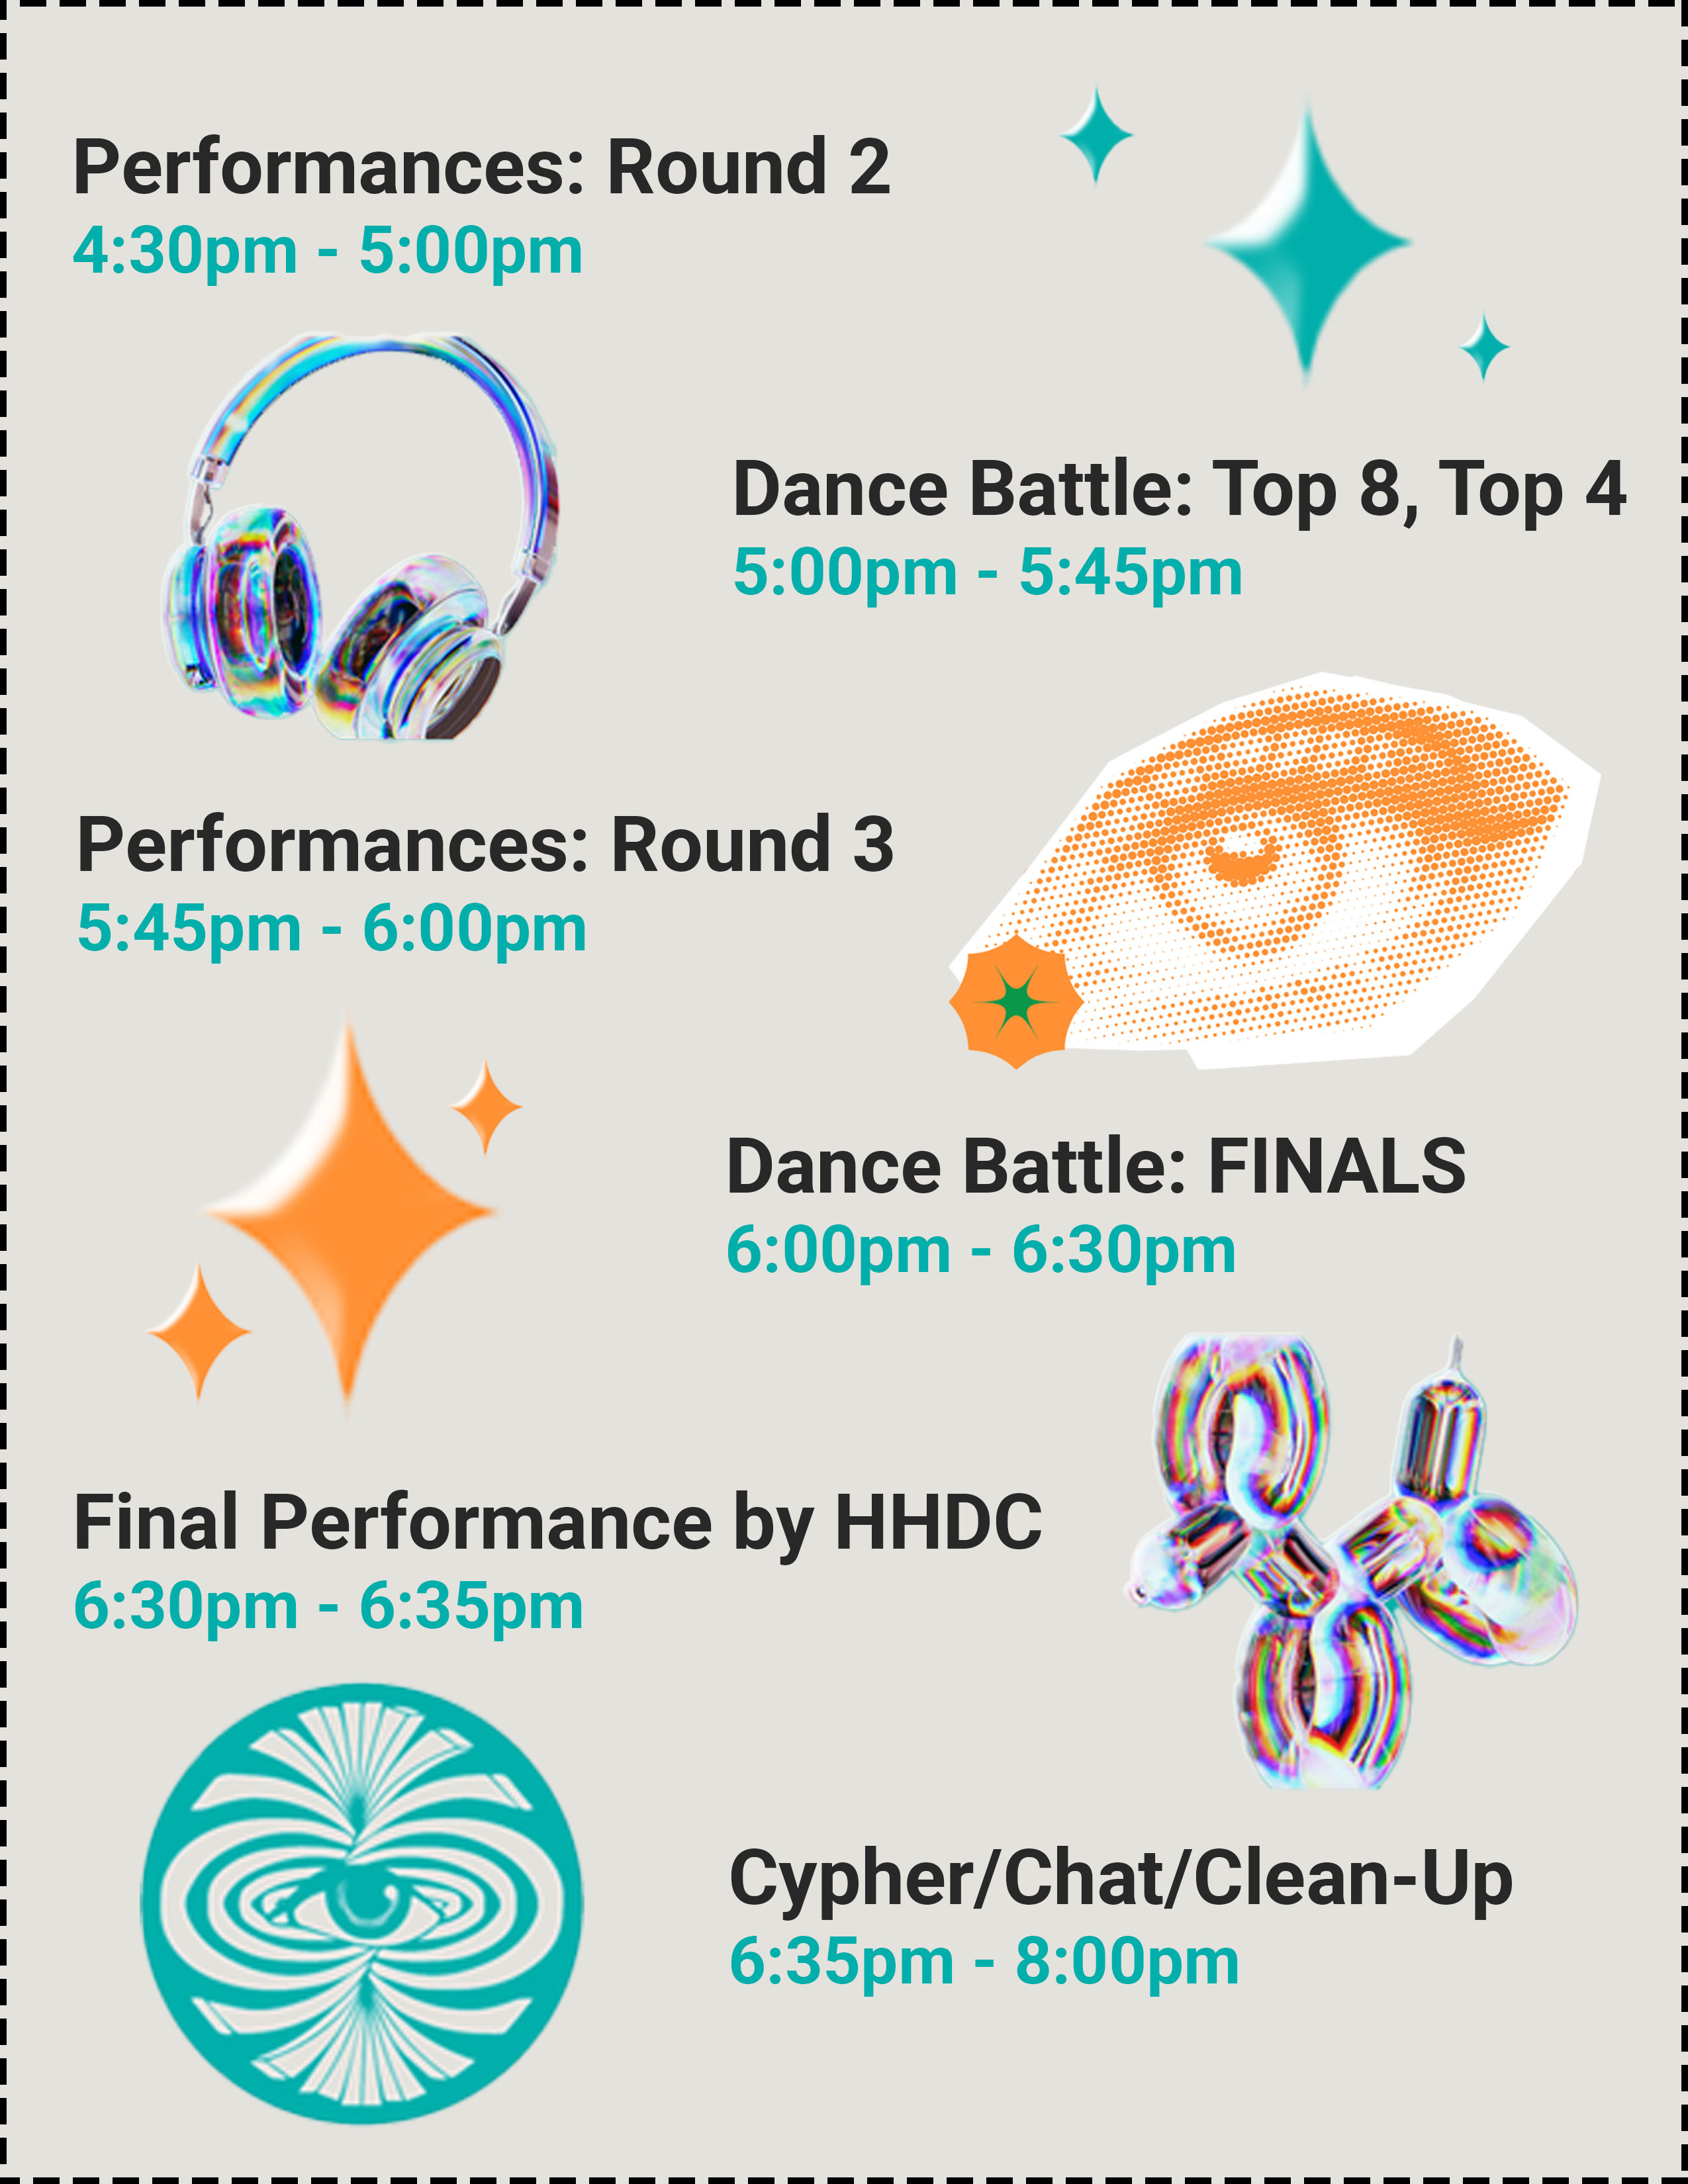 Performances: Round 2
4:30pm - 5:00pm
Dance Battle: Top 8, Top 4
5:00pm - 5:45pm
Performances: Round 3
5:45pm - 6:00pm
Dance Battle: FINALS
6:00pm - 6:30pm
Final Performance by HHDC
6:30pm - 6:35pm
Cypher/Chat/Clean-Up
6:35pm - 8:00pm